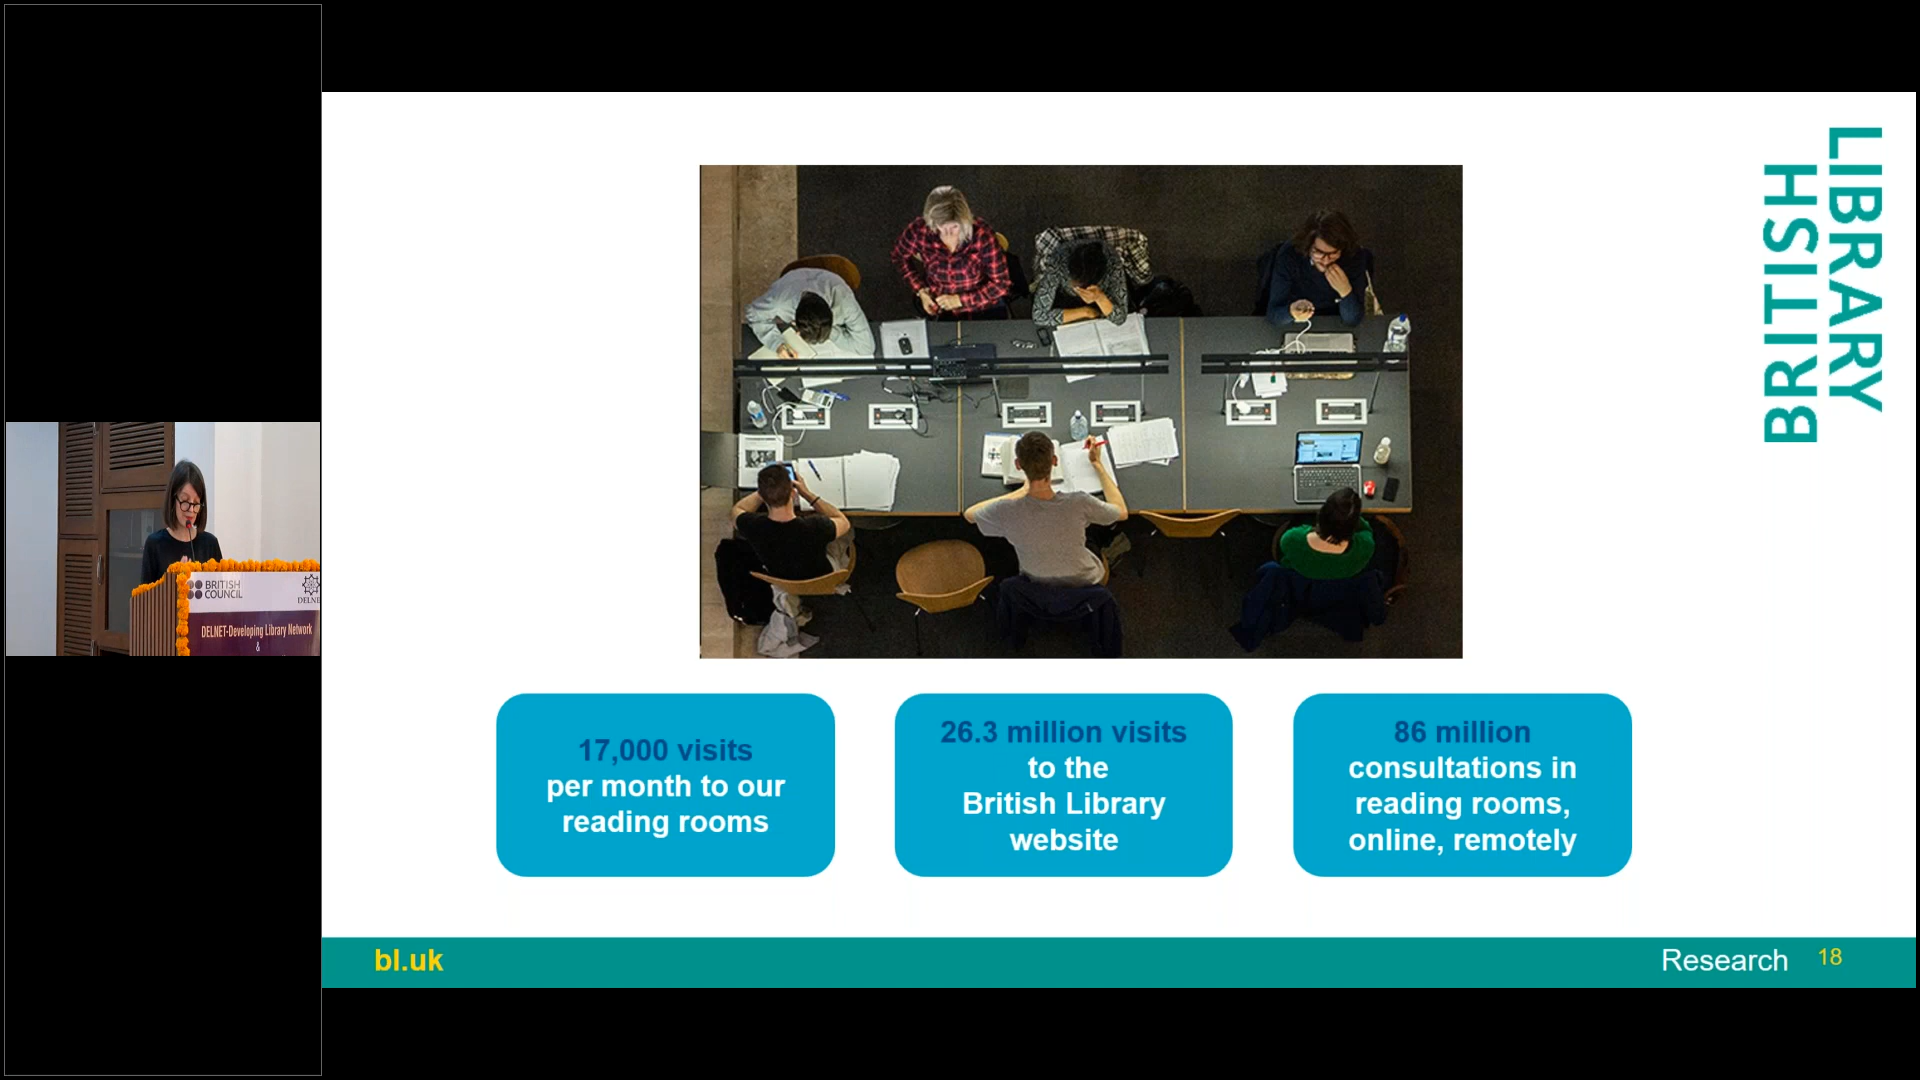 BRITISH
COUNCIL
DELNE
DELNET-Developing Library Network
&
BRITISH
LIBRARY
17,000 visits
per month to our
reading rooms
26.3 million visits
to the
British Library
website
86 million
consultations in
reading rooms,
online, remotely
bl.uk
Research
18